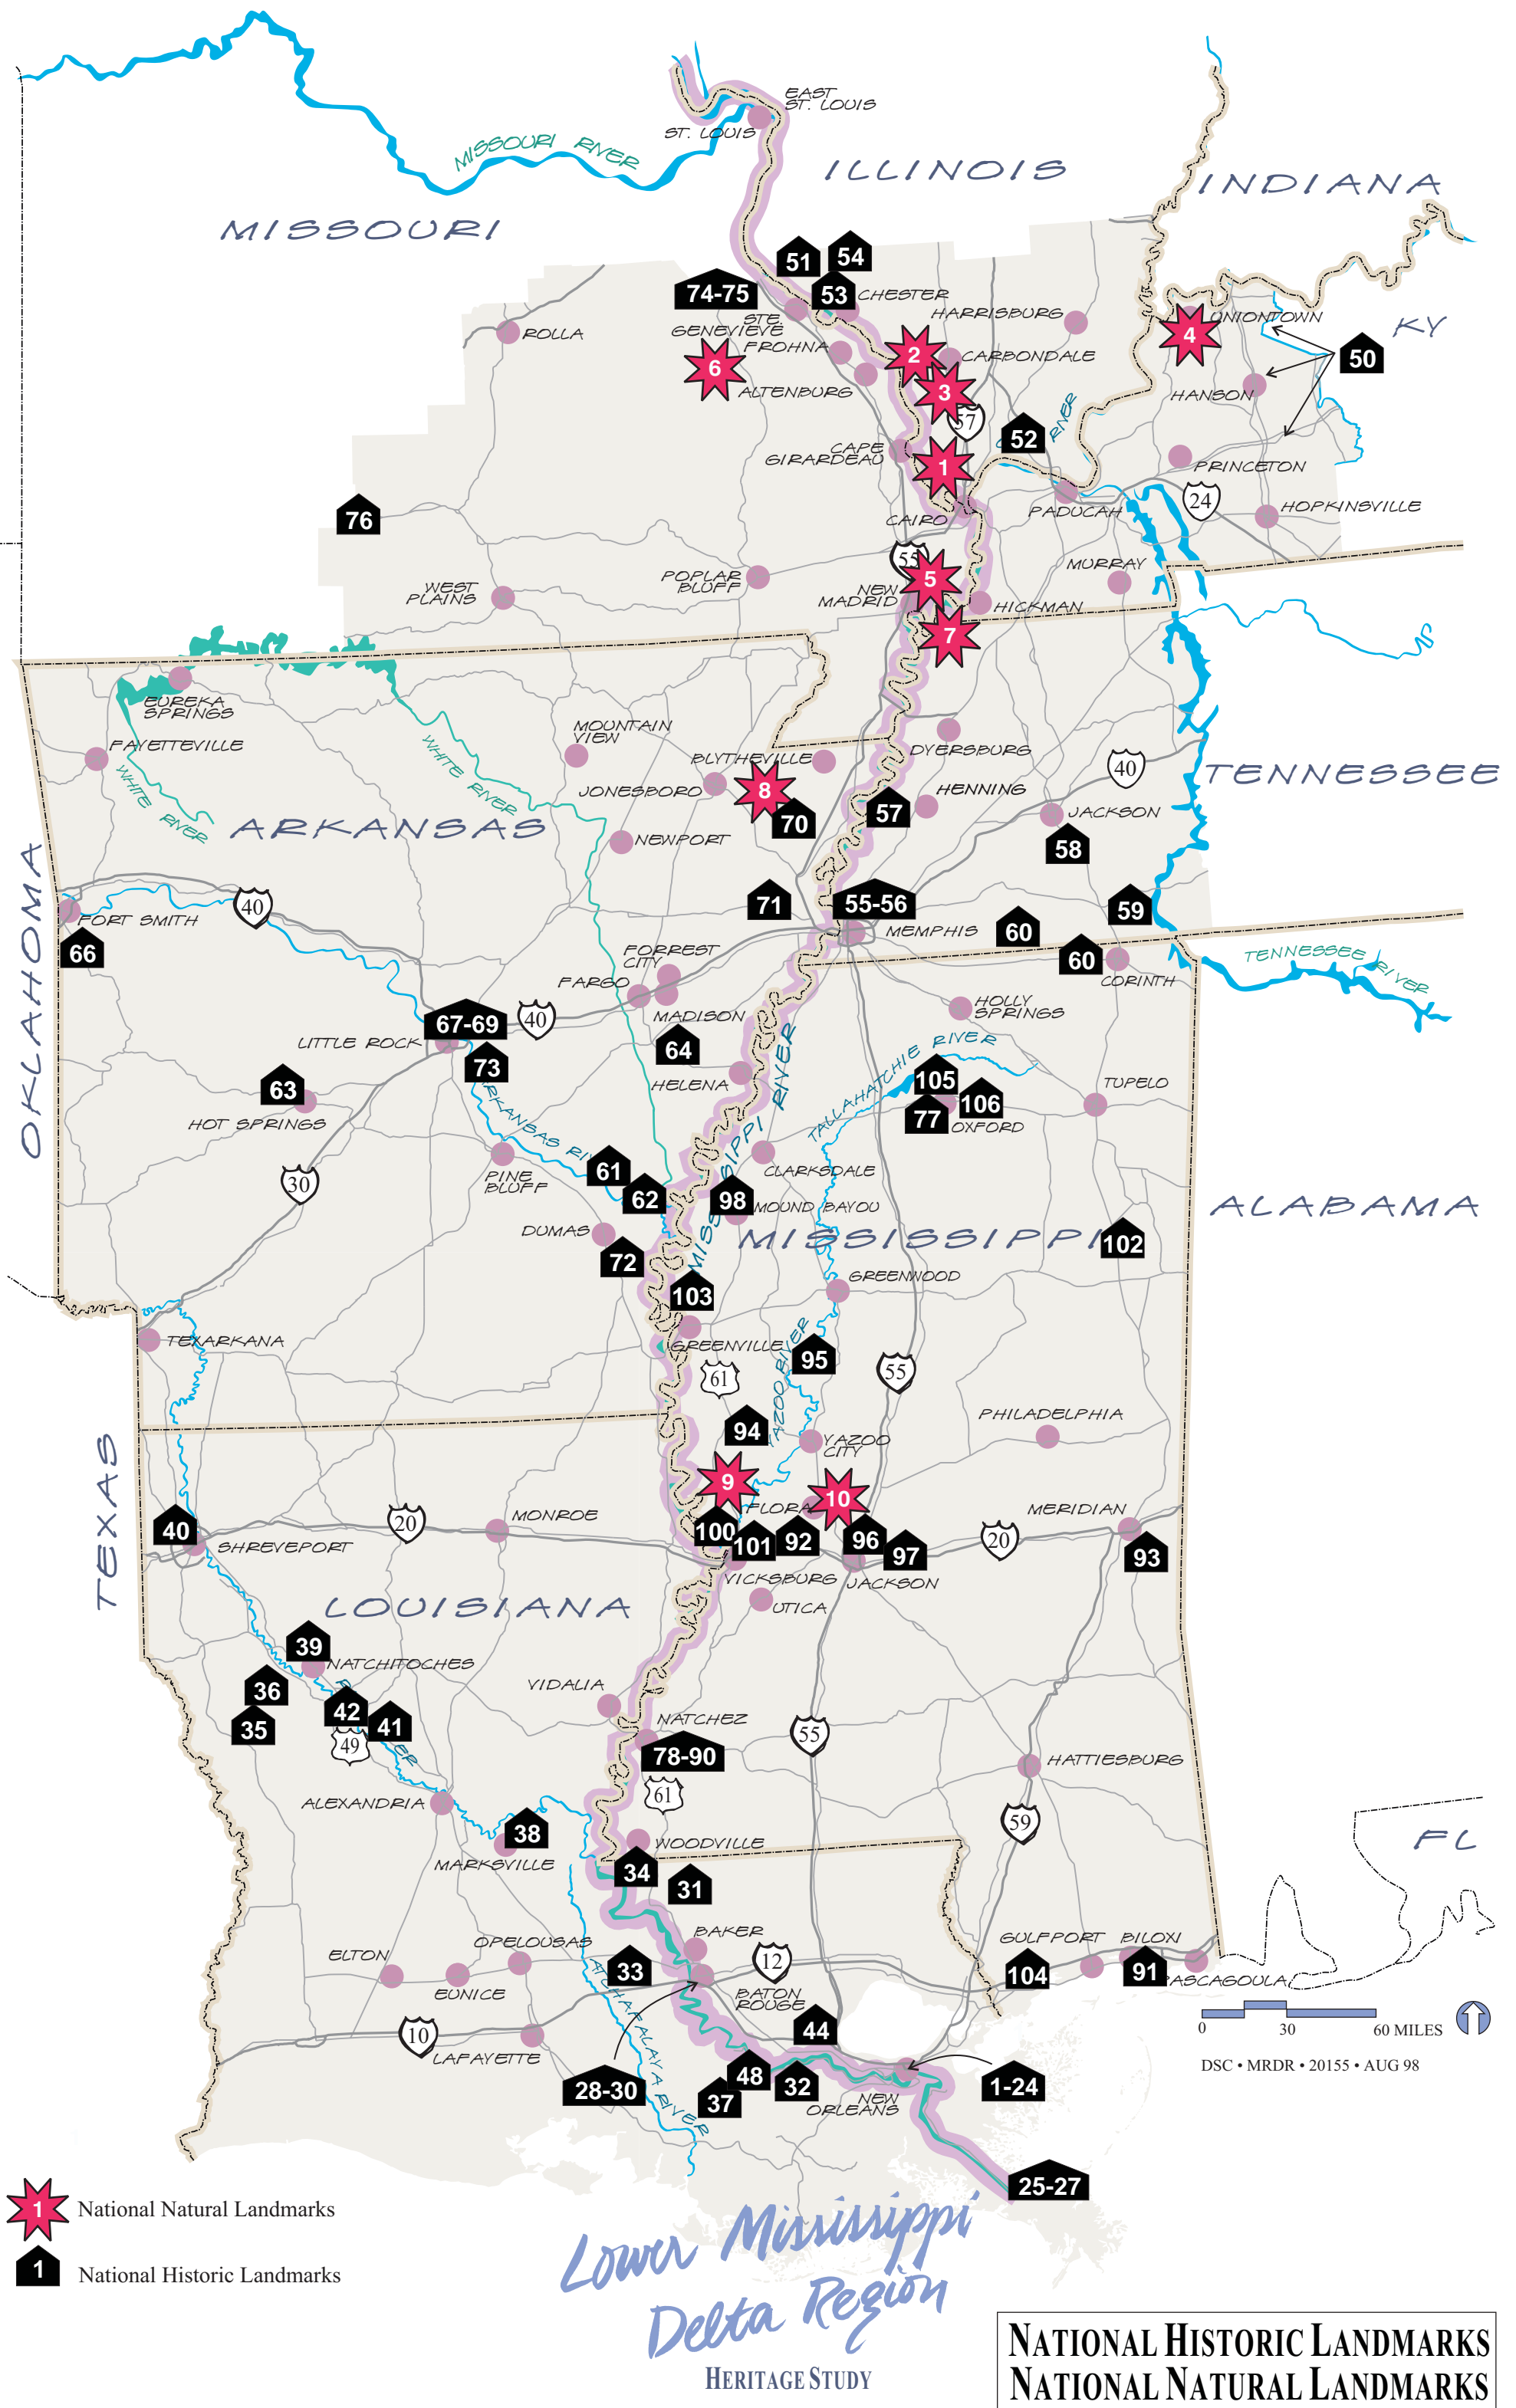 EAST
ST. LOUIS
ST. LOUIS
MISSOURI RIVER
ILLINOIS
INDIANA
MISSOURI
51
54
74-75
53
CHESTER
STE.
GENEVIEVE
HARRISBURG
UNIONTOWN
KY
4
50
ROLLA
FROHNA
2
CARBONDALE
6
ALTENBURG
3
HANSON
57
52
RIVER
CAPE
GIRARDEAU
1
PRINCETON
24
HOPKINSVILLE
76
CAIRO
PADUCAH
55
MURRAY
POPLAR
BLUFF
5
WEST
PLAINS
NEW
MADRID
HICKMAN
7
EUREKA
SPRINGS
MOUNTAIN
VIEW
FAYETTEVILLE
WHITE RIVER
DYERSBURG
BLYTHEVILLE
40
TENNESSEE
WHITE RIVER
JONESBORO
8
HENNING
57
JACKSON
ARKANSAS
70
NEWPORT
58
OKLAHOMA
40
71
55-56
59
FORT SMITH
MEMPHIS
60
66
FORREST
CITY
60
TENNESSEE RIVER
FARGO
CORINTH
HOLLY
SPRINGS
MADISON
67-69
40
LITTLE ROCK
64
73
HELENA
TALLAHATCHIE RIVER
105
TUPELO
63
106
77
OXFORD
HOT SPRINGS
MISSISSIPPI RIVER
61
PINE
BLUFF
CLARKSDALE
30
62
98
MOUND BAYOU
ALABAMA
DUMAS
MISSISSIPPI
102
72
GREENWOOD
103
TEXARKANA
GREENVILLE
YAZOO RIVER
95
61
55
PHILADELPHIA
94
YAZOO
CITY
TEXAS
9
10
FLORA
MERIDIAN
40
20
MONROE
100
101
92
96
97
20
93
SHREVEPORT
VICKSBURG
JACKSON
UTICA
LOUISIANA
39
NATCHITOCHES
36
VIDALIA
42
41
35
NATCHEZ
49
55
78-90
HATTIESBURG
61
ALEXANDRIA
59
38
WOODVILLE
FL
MARKSVILLE
34
31
BAKER
OPELOUSAS
GULFPORT
BILOXI
ELTON
12
33
104
91
EUNICE
BATON
ROUGE
ATCHAFALAYA RIVER
44
0 30 60 MILES
10
LAFAYETTE
DSC • MRDR • 20155 • AUG 98
28-30
48
32
1-24
37
NEW
ORLEANS
25-27
1
National Natural Landmarks
1
National Historic Landmarks
Lower Mississippi
Delta Region
HERITAGE STUDY
NATIONAL HISTORIC LANDMARKS
NATIONAL NATURAL LANDMARKS